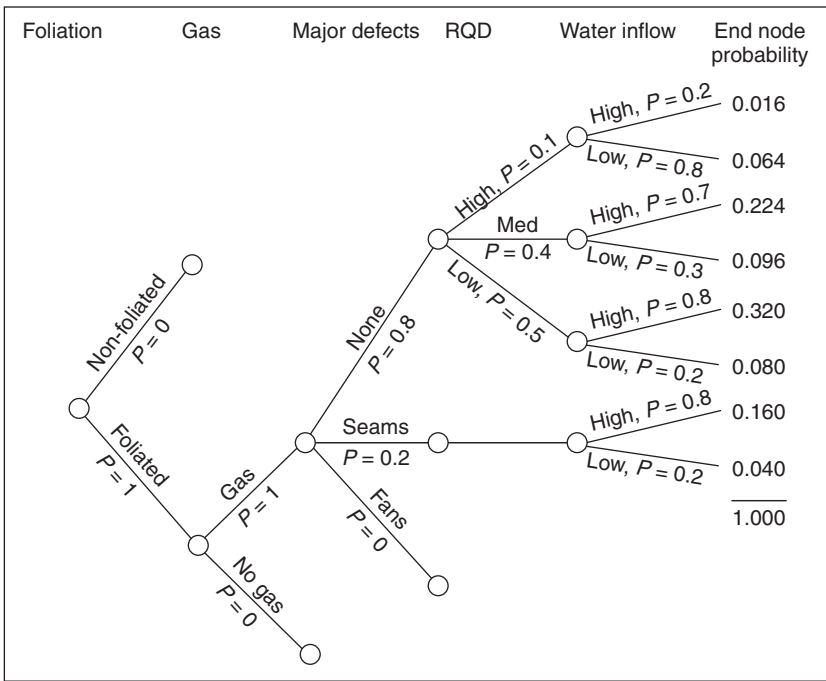 Foliation
Gas
Major defects
RQD
Water inflow
End node
probability
High, P = 0.2
0.016
Low, P = 0.8
0.064
High, P = 0.1
High, P = 0.7
0.224
Med
P = 0.4
Low, P = 0.3
0.096
Low, P = 0.5
High, P = 0.8
0.320
Low, P = 0.2
0.080
Non-foliated
P = 0
None
P = 0.8
High, P = 0.8
0.160
Seams
P = 0.2
Low, P = 0.2
0.040
1.000
Foliated
P = 1
Gas
P = 1
Fans
P = 0
No gas
P = 0